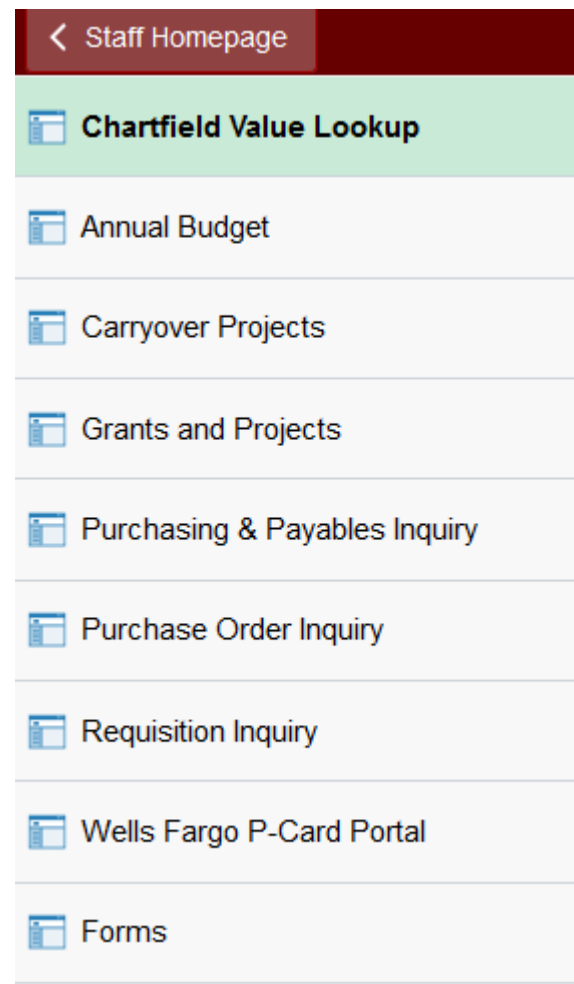 Staff Homepage
Chartfield Value Lookup
Annual Budget
Carryover Projects
Grants and Projects
Purchasing & Payables Inquiry
Purchase Order Inquiry
Requisition Inquiry
Wells Fargo P-Card Portal
Forms